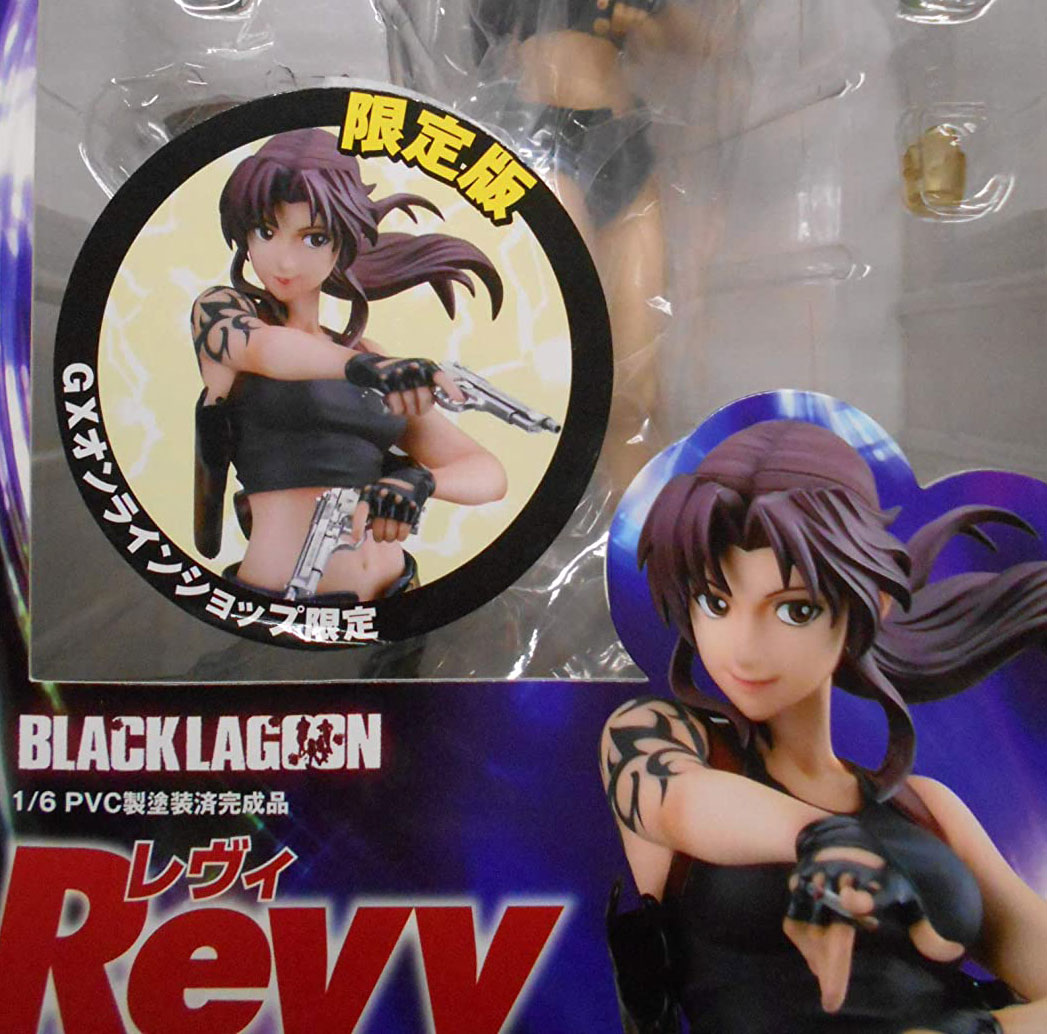 限定版
GXオンラインショップ限定
BLACK LAGOON
1/6 PVC製塗装済完成品
レヴィ
Revy